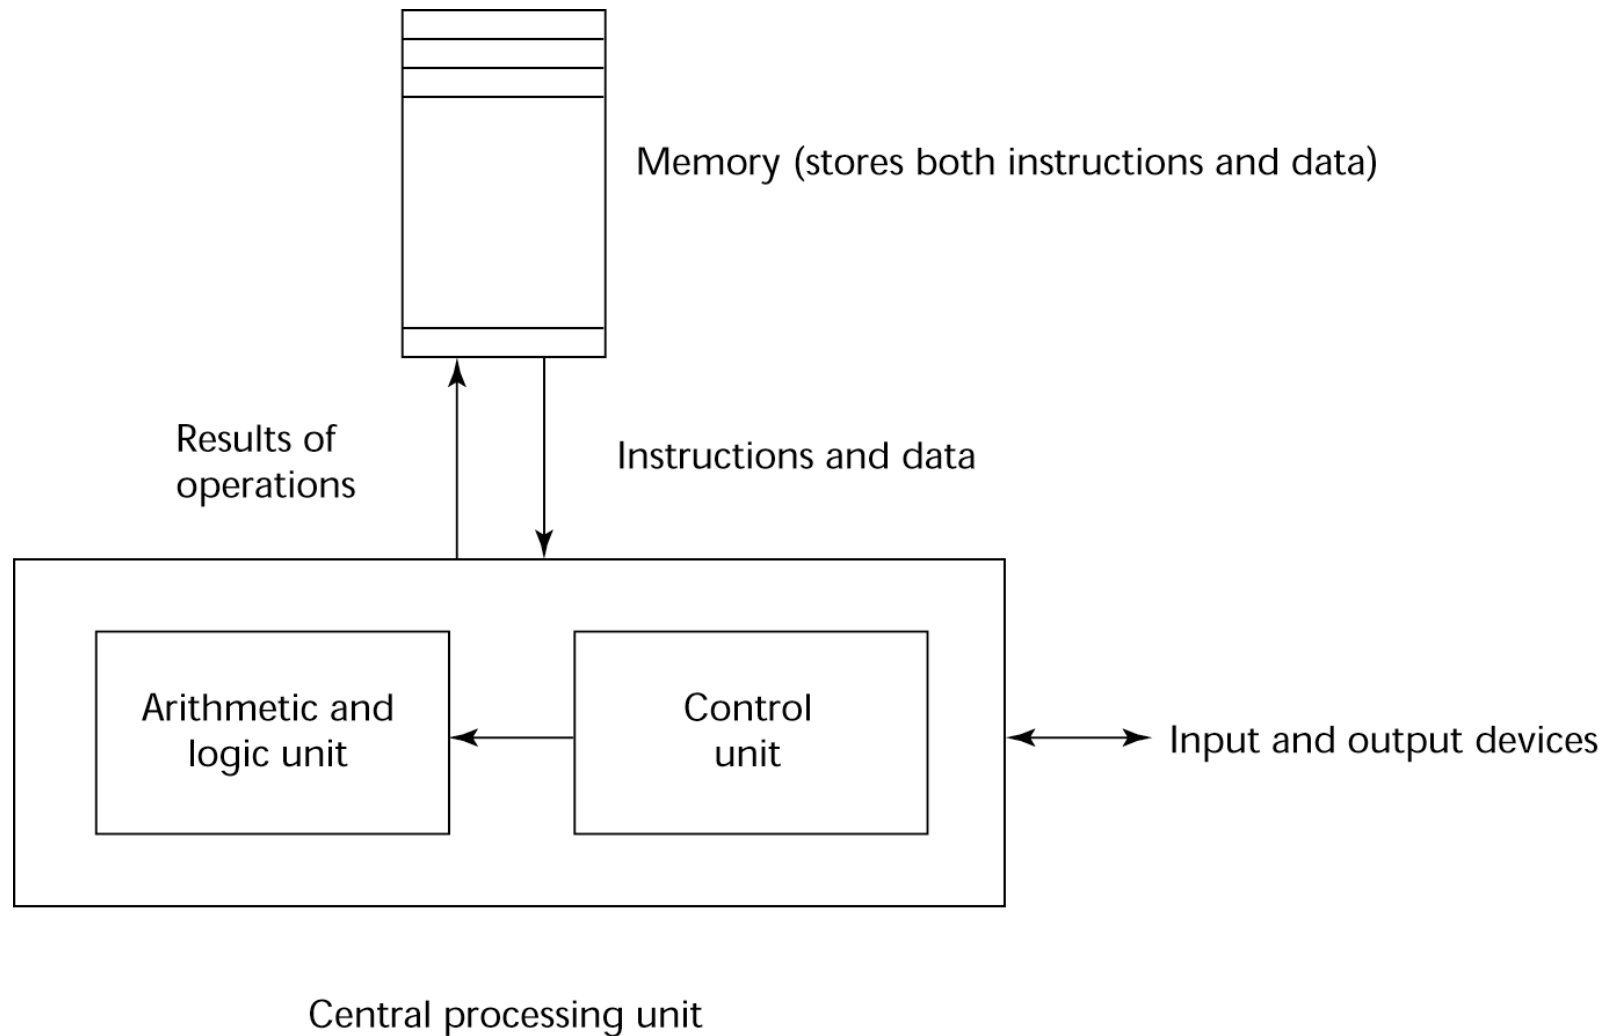 Memory (stores both instructions and data)
Results of
operations
Instructions and data
Arithmetic and
logic unit
Control
unit
Input and output devices
Central processing unit